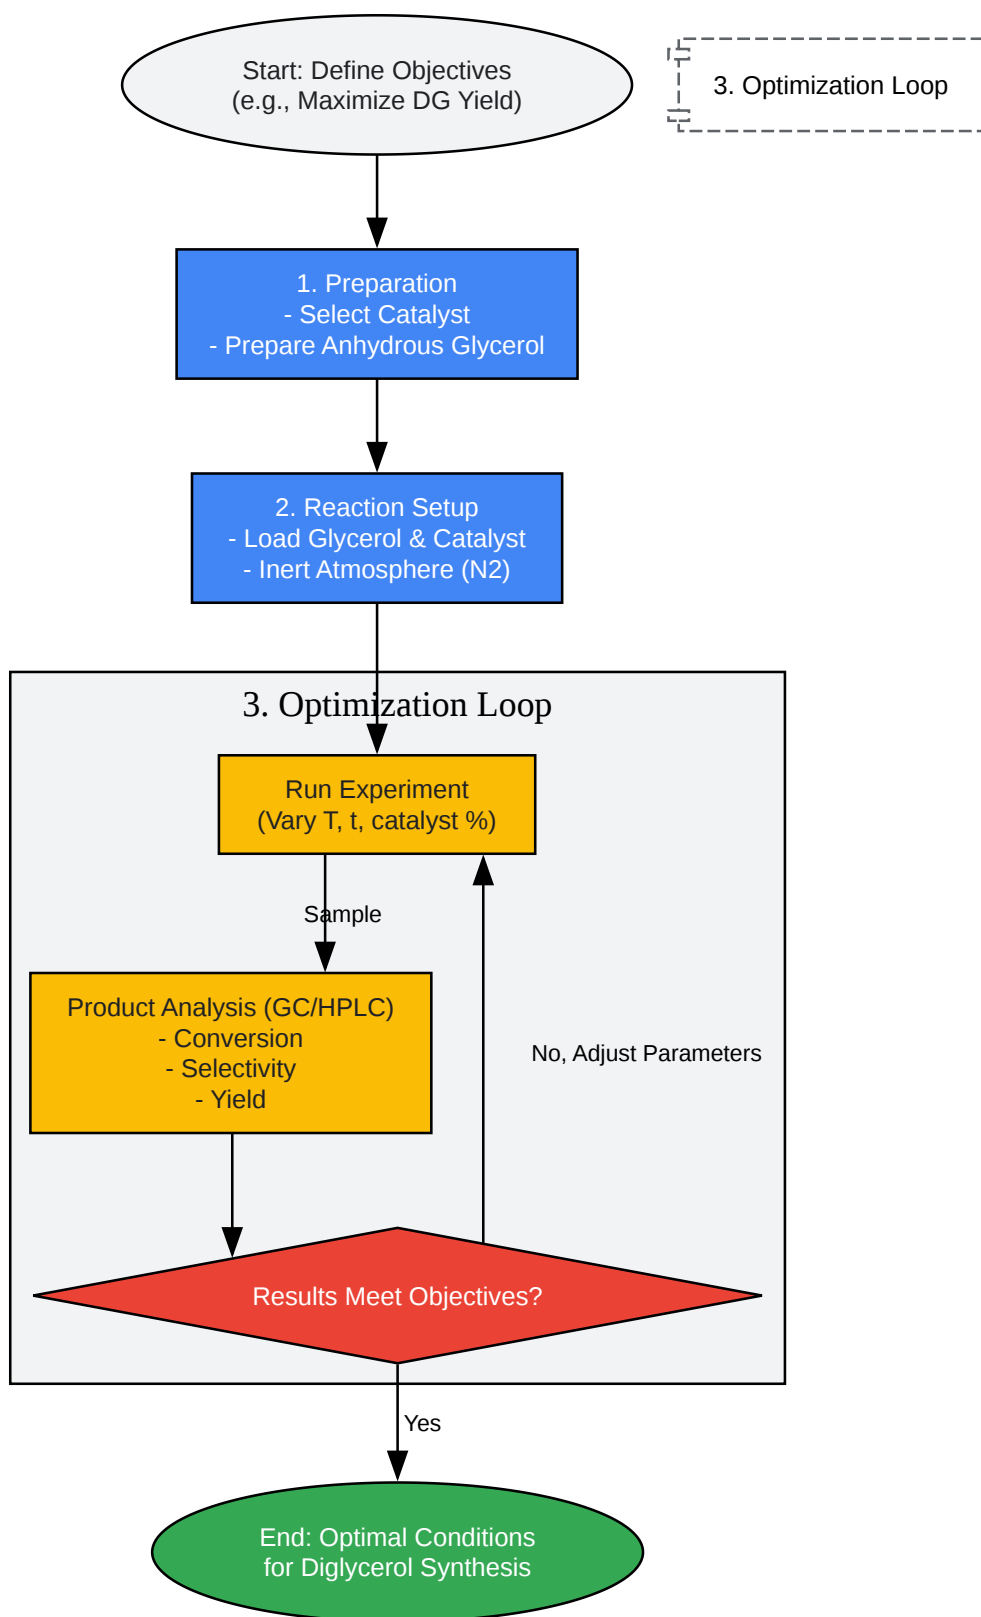 Start: Define Objectives
(e.g., Maximize DG Yield)
3. Optimization Loop
1. Preparation
- Select Catalyst
- Prepare Anhydrous Glycerol
2. Reaction Setup
- Load Glycerol & Catalyst
- Inert Atmosphere (N2)
3. Optimization Loop
Run Experiment
(Vary T, t, catalyst %)
Sample
Product Analysis (GC/HPLC)
- Conversion
- Selectivity
- Yield
No, Adjust Parameters
Results Meet Objectives?
Yes
End: Optimal Conditions
for Diglycerol Synthesis